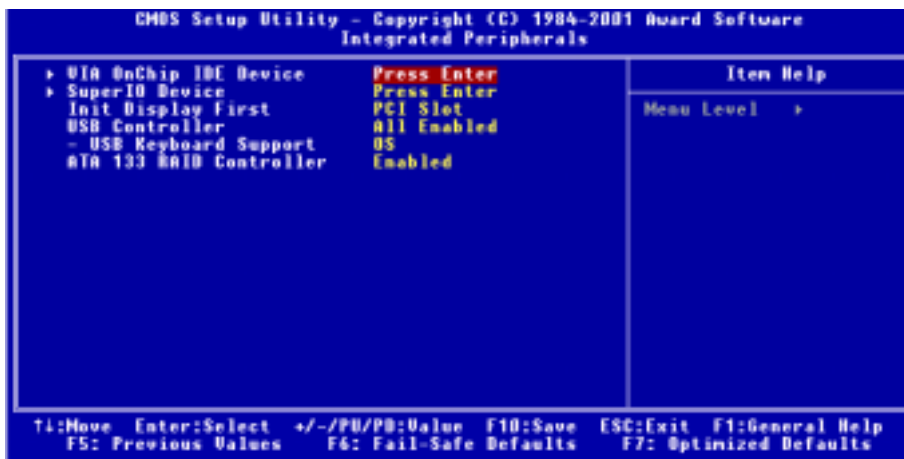 CMOS Setup Utility - Copyright (C) 1984-2001 Award Software
Integrated Peripherals
▸ VIA OnChip IDE Device Press Enter
▸ SuperIO Device Press Enter
Init Display First PCI Slot
USB Controller All Enabled
- USB Keyboard Support OS
ATA 133 RAID Controller Enabled
Item Help
Menu Level ▸
↑↓:Move Enter:Select +/-/PU/PD:Value F10:Save ESC:Exit F1:General Help
F5: Previous Values F6: Fail-Safe Defaults F7: Optimized Defaults